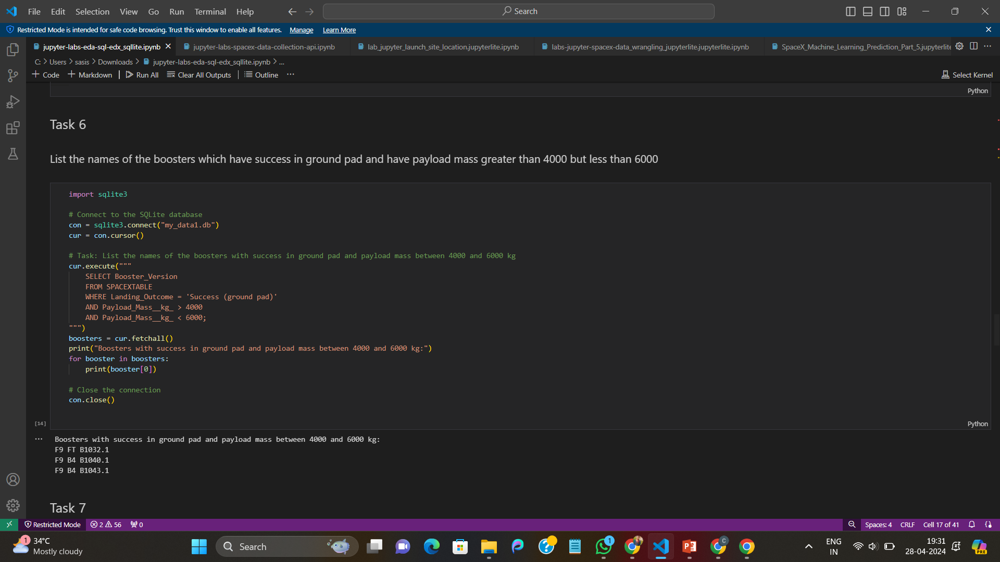 File Edit Selection View Go Run Terminal Help Search
Restricted Mode is intended for safe code browsing. Trust this window to enable all features. Manage Learn More
jupyter-labs-eda-sql-edx_sqllite.ipynb jupyter-labs-spacex-data-collection-api.ipynb lab_jupyter_launch_site_location.jupyterlite.ipynb labs-jupyter-spacex-data_wrangling_jupyterlite.jupyterlite.ipynb SpaceX_Machine_Learning_Prediction_Part_5.jupyterlite
C: > Users > sasis > Downloads > jupyter-labs-eda-sql-edx_sqllite.ipynb > ...
+ Code + Markdown | Run All Clear All Outputs | Outline ... Select Kernel
Python
Task 6
List the names of the boosters which have success in ground pad and have payload mass greater than 4000 but less than 6000
import sqlite3
# Connect to the SQLite database
con = sqlite3.connect("my_data1.db")
cur = con.cursor()
# Task: List the names of the boosters with success in ground pad and payload mass between 4000 and 6000 kg
cur.execute("""
SELECT Booster_Version
FROM SPACEXTABLE
WHERE Landing_Outcome = 'Success (ground pad)'
AND Payload_Mass__kg_ > 4000
AND Payload_Mass__kg_ < 6000;
""")
boosters = cur.fetchall()
print("Boosters with success in ground pad and payload mass between 4000 and 6000 kg:")
for booster in boosters:
print(booster[0])
# Close the connection
con.close()
[14] Python
... Boosters with success in ground pad and payload mass between 4000 and 6000 kg:
F9 FT B1032.1
F9 B4 B1040.1
F9 B4 B1043.1
Task 7
Restricted Mode 2 56 0 Spaces: 4 CRLF Cell 17 of 41
1 34°C Search 1 C ENG 19:31
Mostly cloudy IN 28-04-2024 PRE